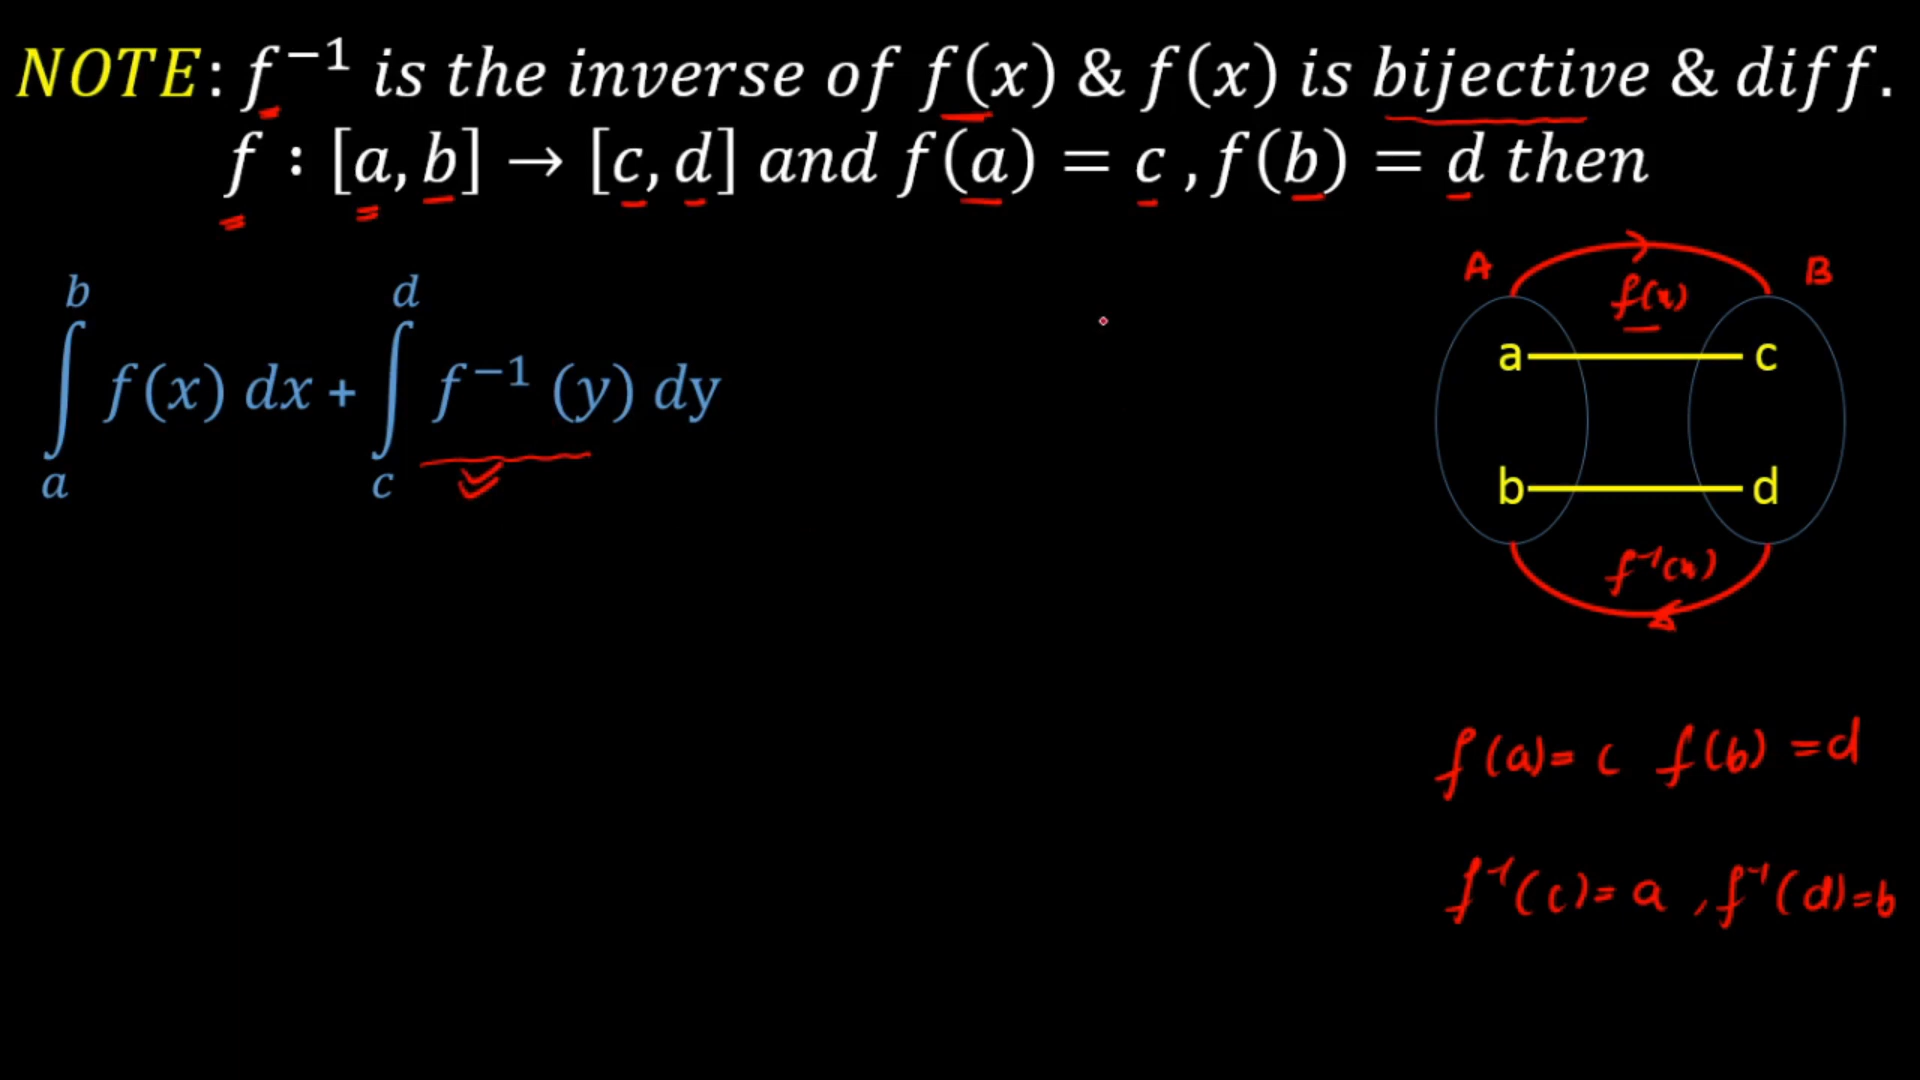 NOTE: f⁻¹ is the inverse of f(x) & f(x) is bijective & diff.
f : [a, b] → [c, d] and f(a) = c , f(b) = d then
∫ₐᵇ f(x) dx + ∫꜀ᵈ f⁻¹ (y) dy
A B
f(x)
a c
b d
f⁻¹(x)
f(a)= c f(b) =d
f⁻¹(c)= a , f⁻¹(d)=b